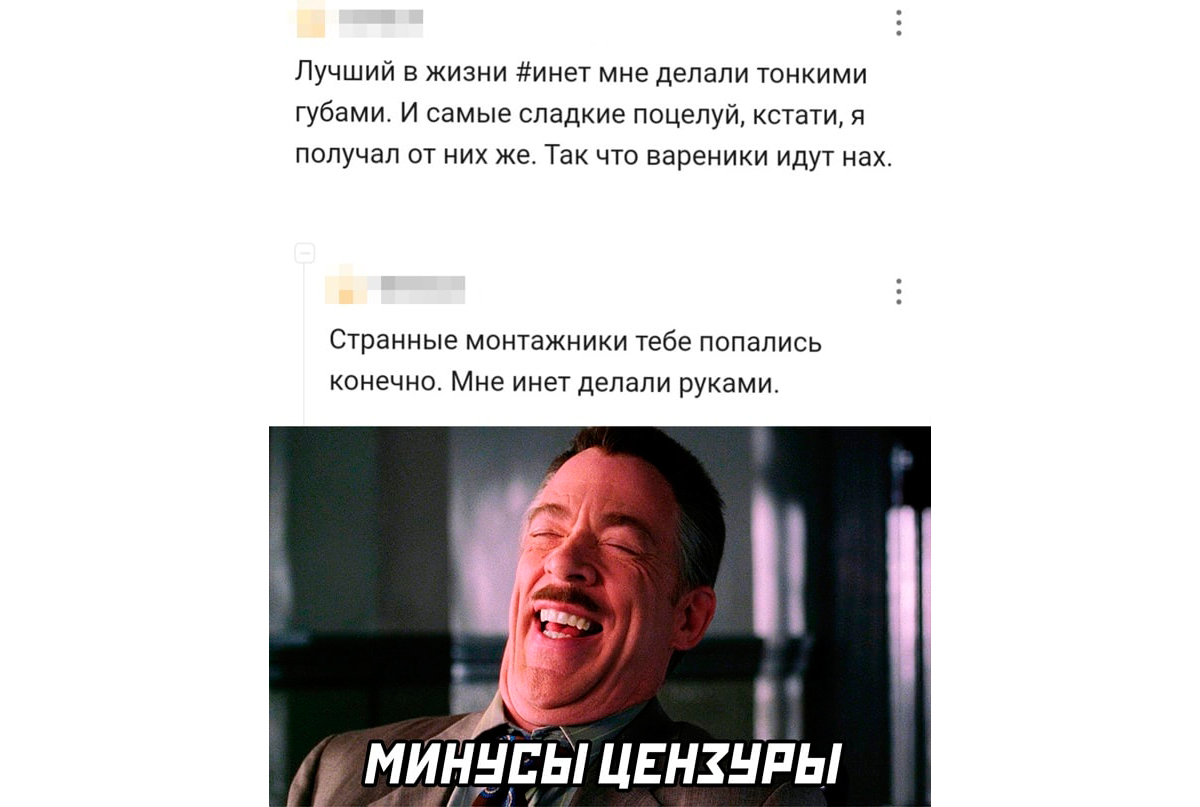 Лучший в жизни #инет мне делали тонкими
губами. И самые сладкие поцелуй, кстати, я
получал от них же. Так что вареники идут нах.
Странные монтажники тебе попались
конечно. Мне инет делали руками.
МИНУСЫ ЦЕНЗУРЫ